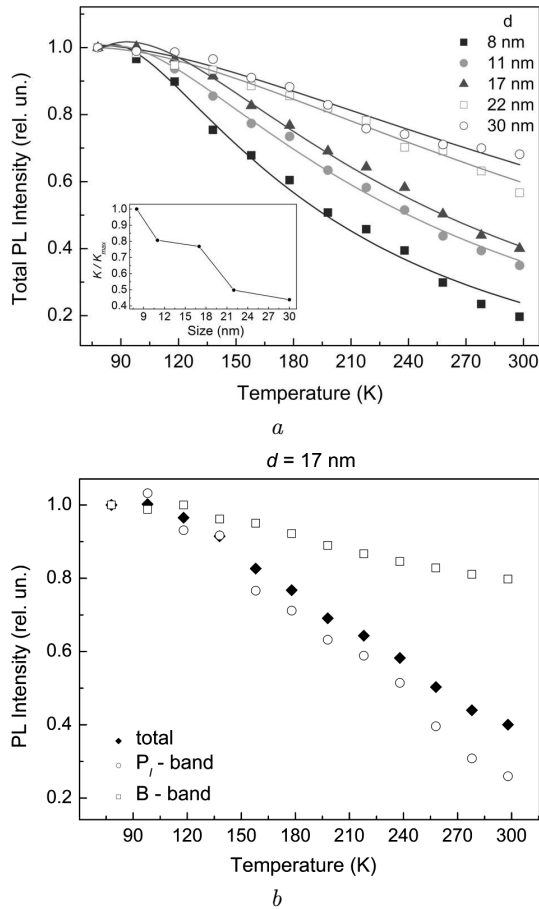 d
8 nm
11 nm
17 nm
22 nm
30 nm
Total PL Intensity (rel. un.)
1.0
0.8
0.6
0.4
0.2
K / Kmax
1.0
0.9
0.8
0.7
0.6
0.5
0.4
9 12 15 18 21 24 27 30
Size (nm)
90 120 150 180 210 240 270 300
Temperature (K)
a
d = 17 nm
PL Intensity (rel. un.)
1.0
0.8
0.6
0.4
0.2
total
Pl - band
B - band
90 120 150 180 210 240 270 300
Temperature (K)
b